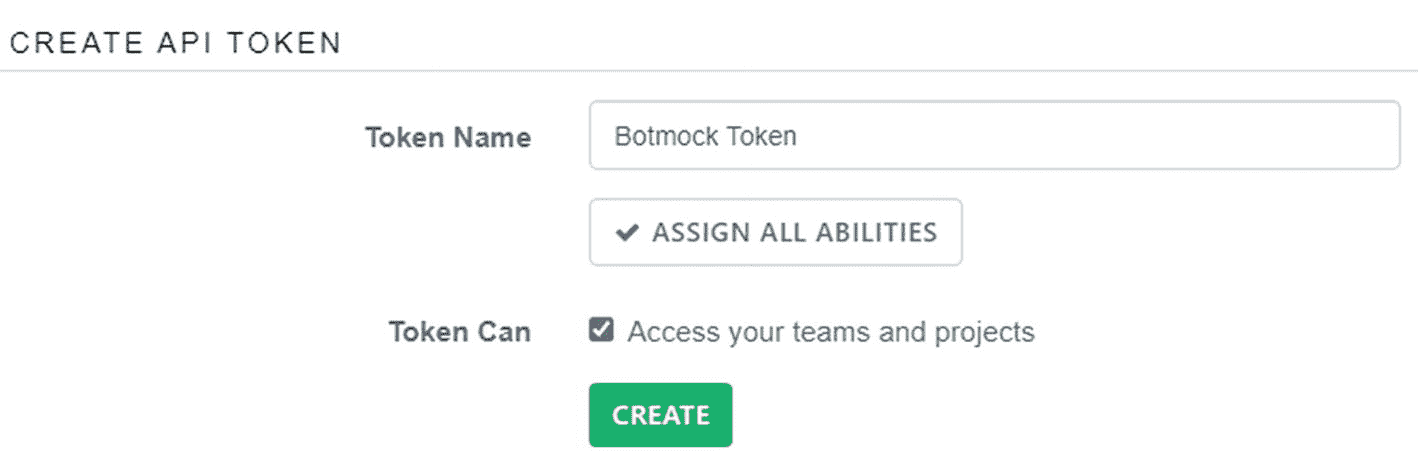 CREATE API TOKEN
Token Name Botmock Token
ASSIGN ALL ABILITIES
Token Can Access your teams and projects
CREATE